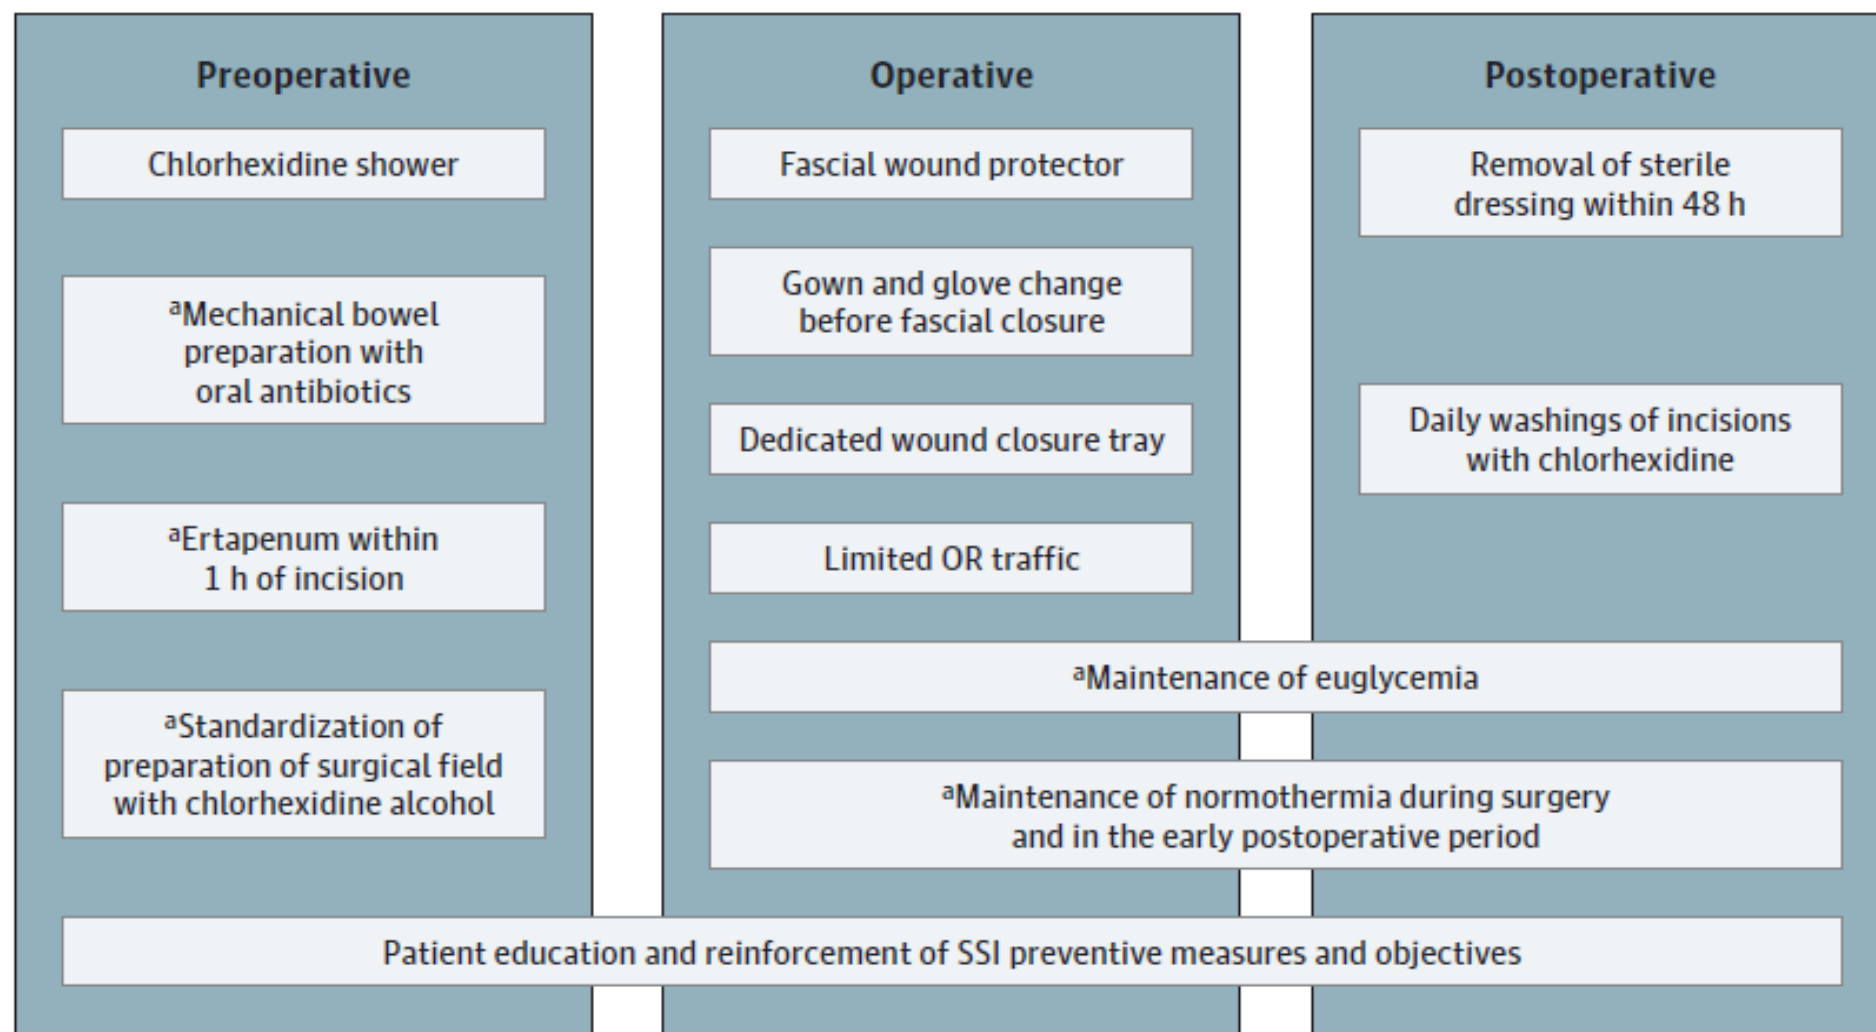 Preoperative
Chlorhexidine shower
aMechanical bowel
preparation with
oral antibiotics
aErtapenum within
1 h of incision
aStandardization of
preparation of surgical field
with chlorhexidine alcohol
Operative
Fascial wound protector
Gown and glove change
before fascial closure
Dedicated wound closure tray
Limited OR traffic
Postoperative
Removal of sterile
dressing within 48 h
Daily washings of incisions
with chlorhexidine
aMaintenance of euglycemia
aMaintenance of normothermia during surgery
and in the early postoperative period
Patient education and reinforcement of SSI preventive measures and objectives